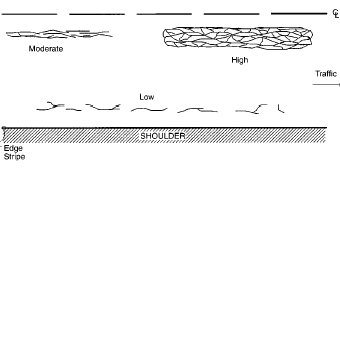 ℄
Moderate
High
Traffic
Low
SHOULDER
Edge
Stripe